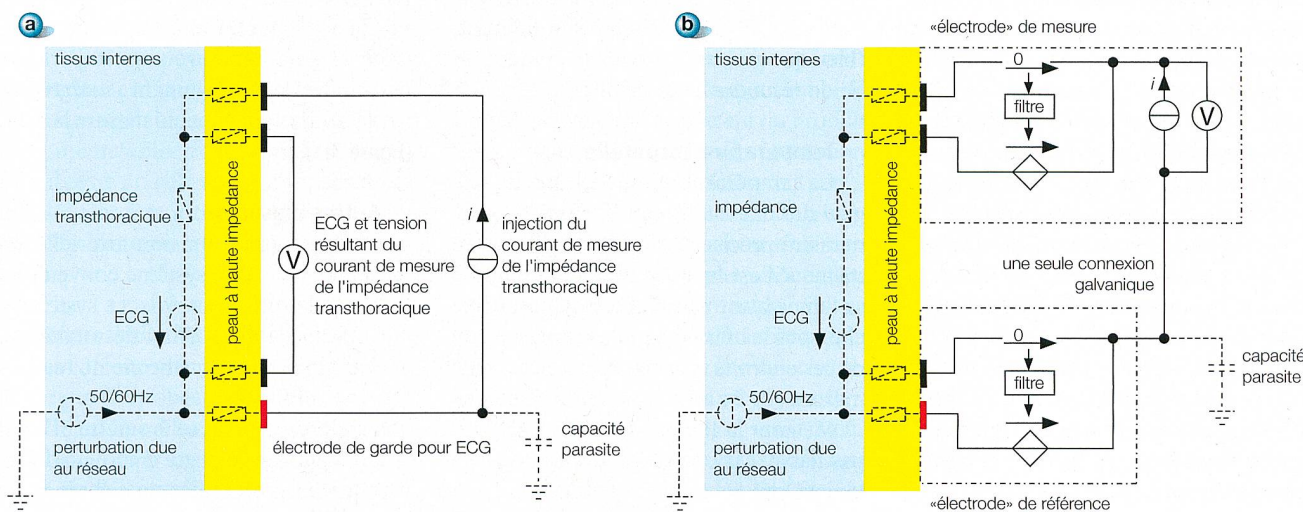 a
tissus internes
impédance
transthoracique
ECG
50/60Hz
perturbation due
au réseau
peau à haute impédance
V
ECG et tension
résultant du
courant de mesure
de l'impédance
transthoracique
i
injection du
courant de mesure
de l'impédance
transthoracique
électrode de garde pour ECG
capacité
parasite
b
«électrode» de mesure
tissus internes
impédance
ECG
50/60Hz
perturbation due
au réseau
peau à haute impédance
0
filtre
i
V
une seule connexion
galvanique
0
filtre
capacité
parasite
«électrode» de référence